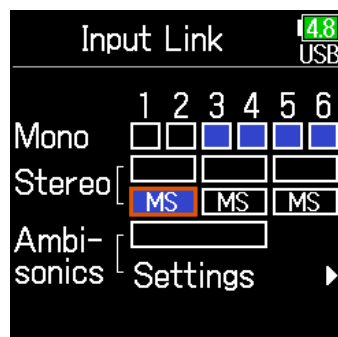 Input Link
4.8
USB
1 2 3 4 5 6
Mono
Stereo
MS MS MS
Ambi-
sonics
Settings